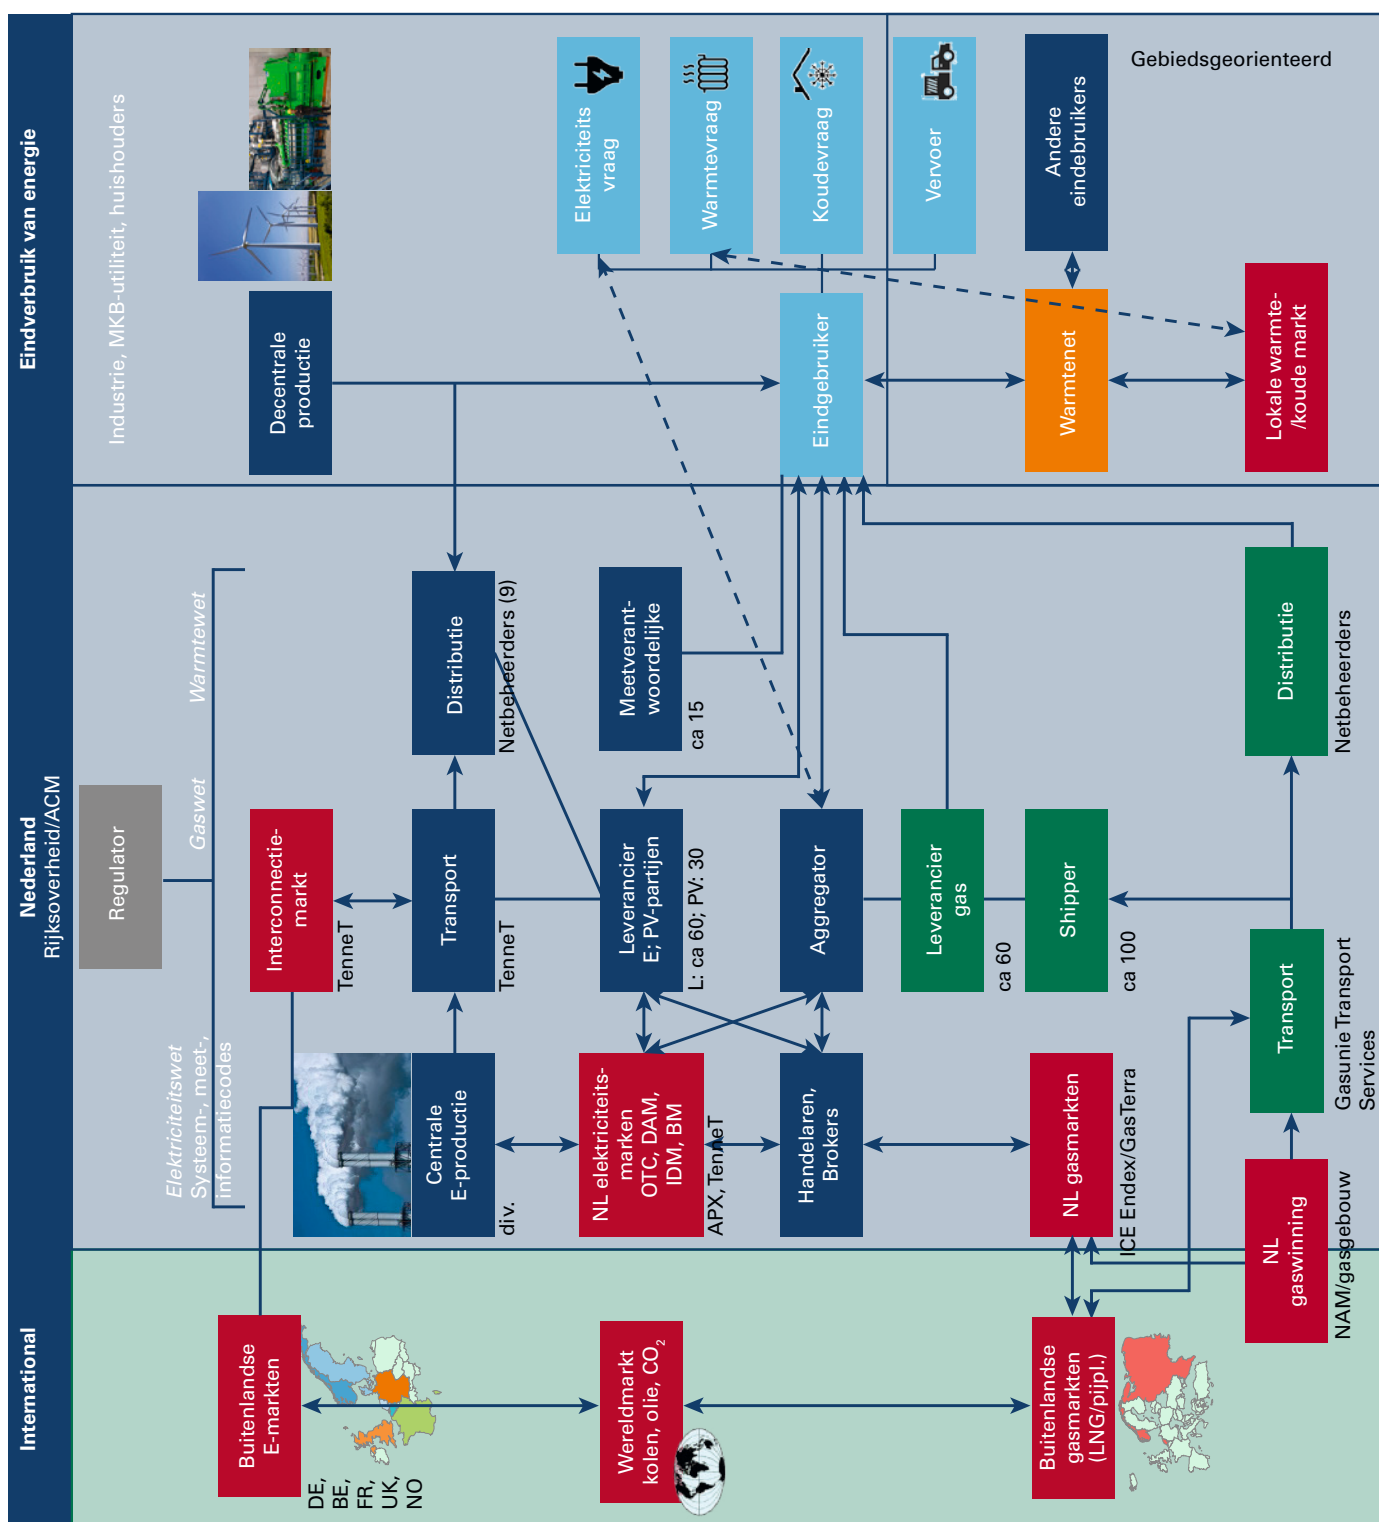 International
Nederland
Rijksoverheid/ACM
Eindverbruik van energie
Regulator
Elektriciteitswet
Systeem-, meet-,
informatiecodes
Gaswet
Warmtewet
Industrie, MKB-utiliteit, huishouders
Buitenlandse
E-markten
DE,
BE,
FR,
UK,
NO
Interconnectie-
markt
TenneT
Decentrale
productie
Centrale
E-productie
div.
Transport
TenneT
Distributie
Netbeheerders (9)
Wereldmarkt
kolen, olie, CO₂
NL elektriciteits-
marken
OTC, DAM,
IDM, BM
APX, TenneT
Leverancier
E; PV-partijen
L: ca 60; PV: 30
Meetverant-
woordelijke
ca 15
Elektriciteits
vraag
Warmtevraag
Koudevraag
Vervoer
Handelaren,
Brokers
Aggregator
Eindgebruiker
Leverancier
gas
ca 60
Buitenlandse
gasmarkten
(LNG/pijpl.)
NL gasmarkten
ICE Endex/GasTerra
Shipper
ca 100
Warmtenet
Andere
eindebruikers
Gebiedsgeorienteerd
NL
gaswinning
NAM/gasgebouw
Transport
Gasunie Transport
Services
Distributie
Netbeheerders
Lokale warmte-
/koude markt